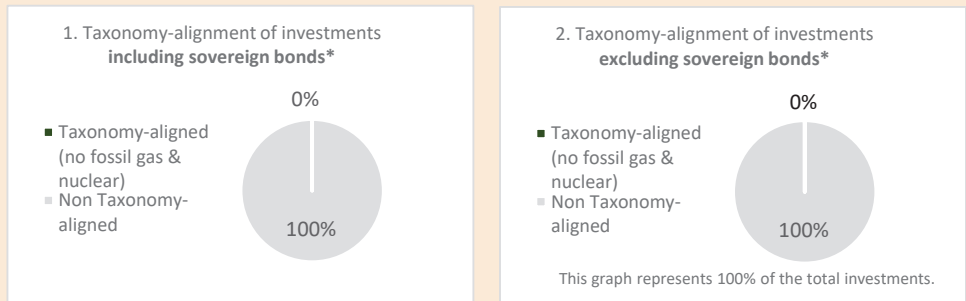 1. Taxonomy-alignment of investments
including sovereign bonds*
0%
Taxonomy-aligned
(no fossil gas &
nuclear)
Non Taxonomy-
aligned
100%
2. Taxonomy-alignment of investments
excluding sovereign bonds*
0%
Taxonomy-aligned
(no fossil gas &
nuclear)
Non Taxonomy-
aligned
100%
This graph represents 100% of the total investments.